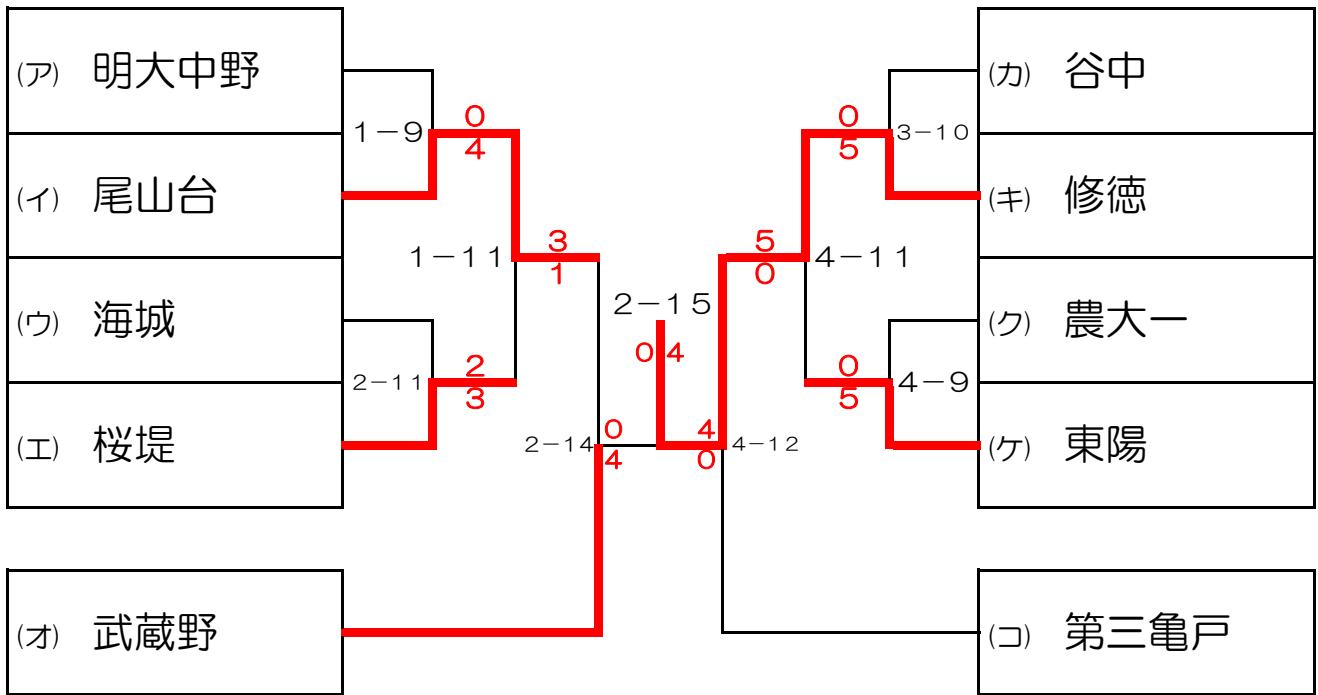 (ア) 明大中野
(カ) 谷中
0
0
1-9
3-10
4
5
(イ) 尾山台
(キ) 修徳
3
5
1-11
4-11
1
0
2-15
(ウ) 海城
(ク) 農大一
0 4
2
0
2-11
4-9
3
5
(エ) 桜堤
(ケ) 東陽
0
4
2-14
4-12
4
0
(オ) 武蔵野
(コ) 第三亀戸